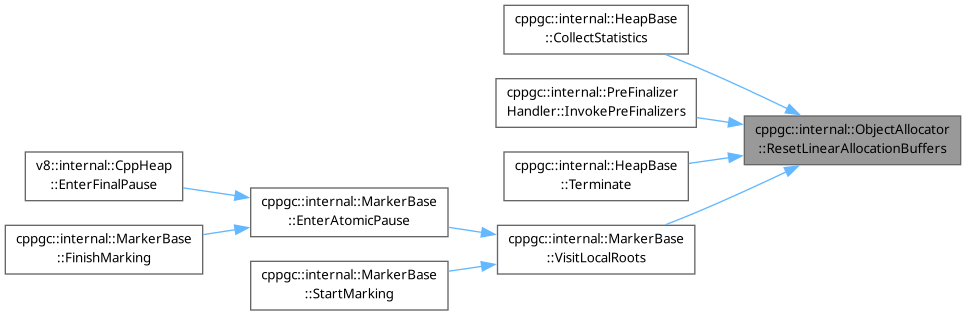 cppgc::internal::HeapBase
::CollectStatistics
cppgc::internal::PreFinalizer
Handler::InvokePreFinalizers
cppgc::internal::ObjectAllocator
::ResetLinearAllocationBuffers
cppgc::internal::HeapBase
::Terminate
v8::internal::CppHeap
::EnterFinalPause
cppgc::internal::MarkerBase
::EnterAtomicPause
cppgc::internal::MarkerBase
::FinishMarking
cppgc::internal::MarkerBase
::VisitLocalRoots
cppgc::internal::MarkerBase
::StartMarking